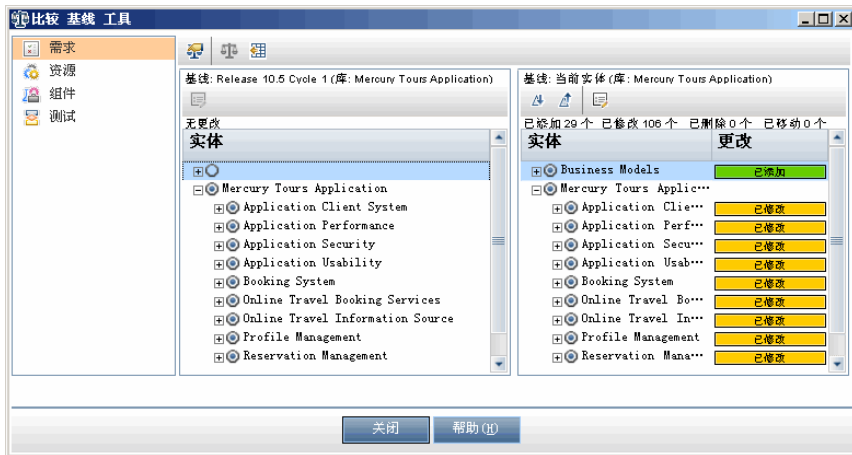 比较 基线 工具
需求
资源
组件
测试
基线: Release 10.5 Cycle 1 (库: Mercury Tours Application)
无更改
实体
Mercury Tours Application
Application Client System
Application Performance
Application Security
Application Usability
Booking System
Online Travel Booking Services
Online Travel Information Source
Profile Management
Reservation Management
基线: 当前实体 (库: Mercury Tours Application)
已添加 29 个 已修改 106 个 已删除 0 个 已移动 0 个
实体 更改
Business Models 已添加
Mercury Tours Applic···
Application Clie··· 已修改
Application Perf··· 已修改
Application Secu··· 已修改
Application Usab··· 已修改
Booking System 已修改
Online Travel Bo··· 已修改
Online Travel In··· 已修改
Profile Management 已修改
Reservation Mana··· 已修改
关闭 帮助(H)